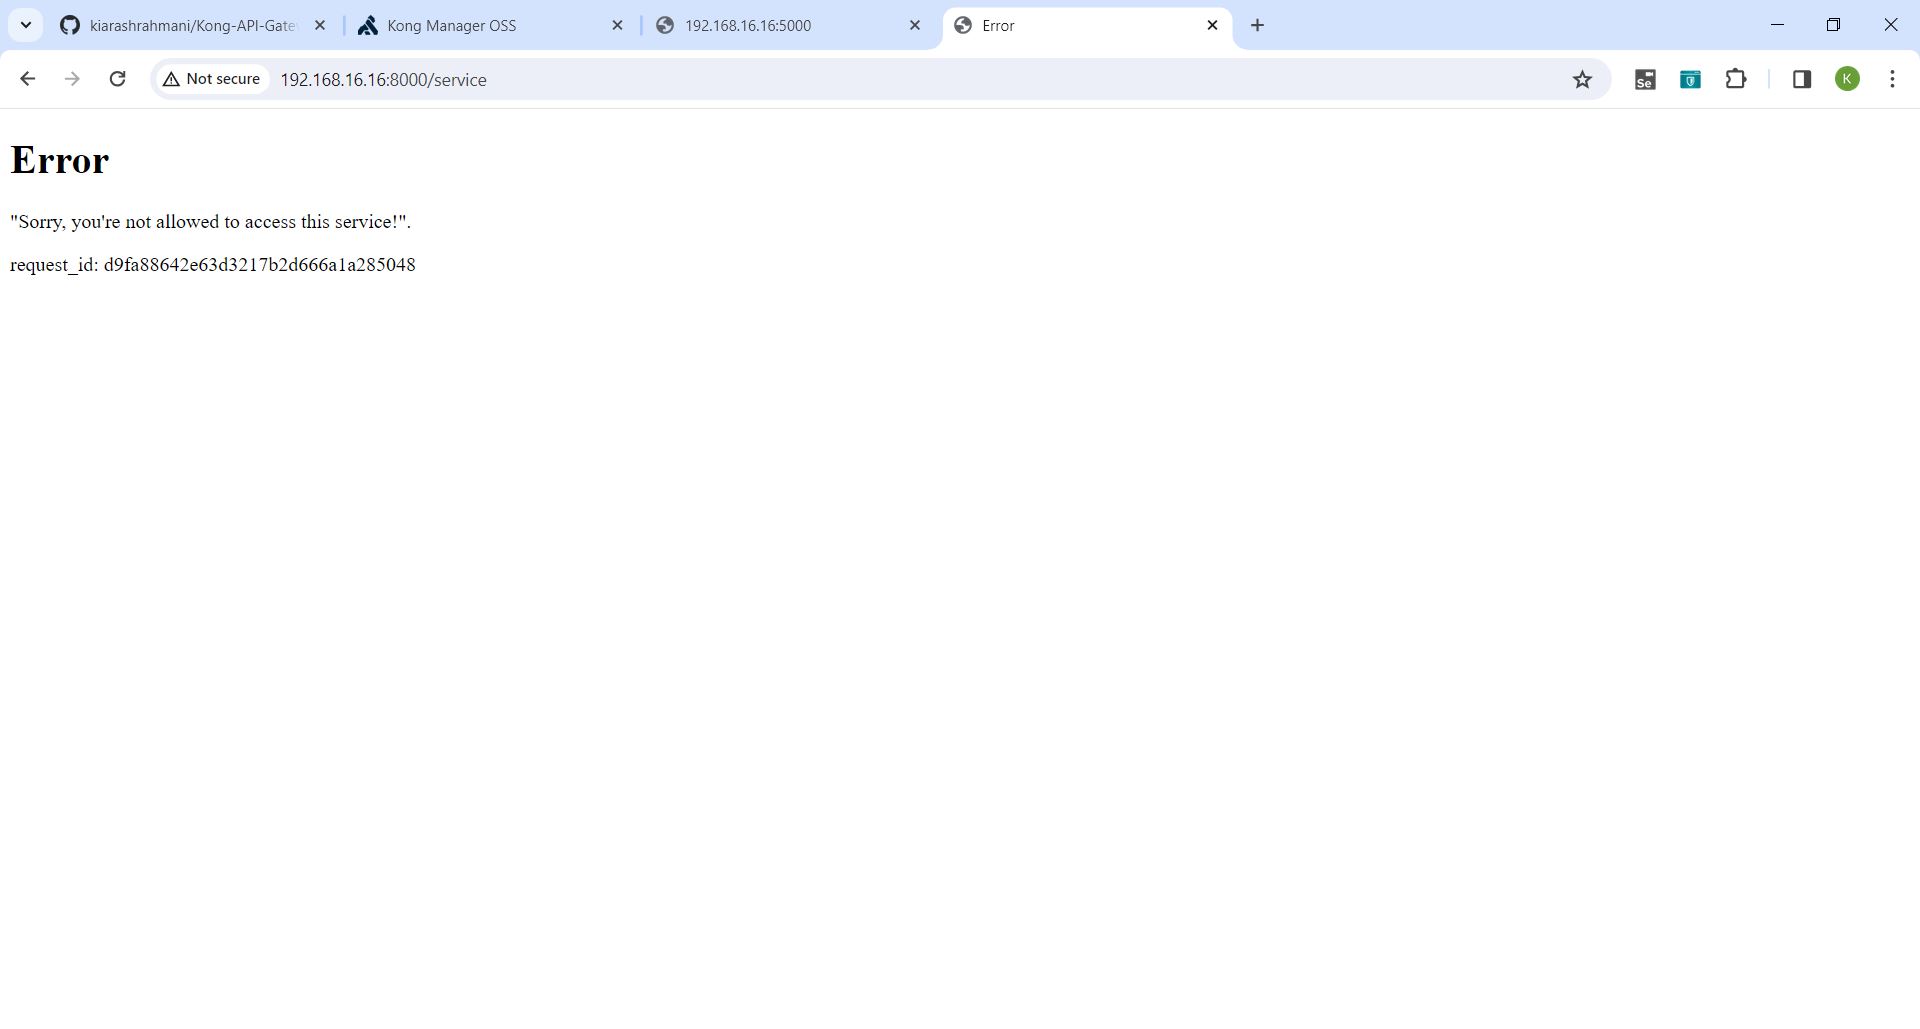 kiarashrahmani/Kong-API-Gate
Kong Manager OSS
192.168.16.16:5000
Error
Not secure
192.168.16.16:8000/service
Se
K
Error
"Sorry, you're not allowed to access this service!".
request_id: d9fa88642e63d3217b2d666a1a285048